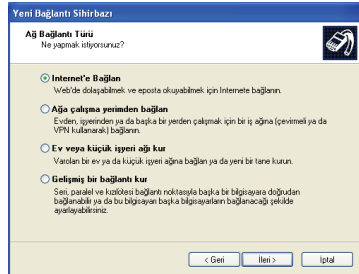 Yeni Bağlantı Sihirbazı
Ağ Bağlantı Türü
Ne yapmak istiyorsunuz?
Internet'e Bağlan
Web'de dolaşabilmek ve eposta okuyabilmek için Internete bağlanın.
Ağa çalışma yerimden bağlan
Evden, işyerinden ya da başka bir yerden çalışmak için bir iş ağına (çevirmeli ya da
VPN kullanarak) bağlanın.
Ev veya küçük işyeri ağı kur
Varolan bir ev ya da küçük işyeri ağına bağlan ya da yeni bir tane kurun.
Gelişmiş bir bağlantı kur
Seri, paralel ve kızılötesi bağlantı noktasıyla başka bir bilgisayara doğrudan
bağlanabilir ya da bu bilgisayarı başka bilgisayarların bağlanacağı şekilde
ayarlayabilirsiniz.
< Geri
İleri >
İptal